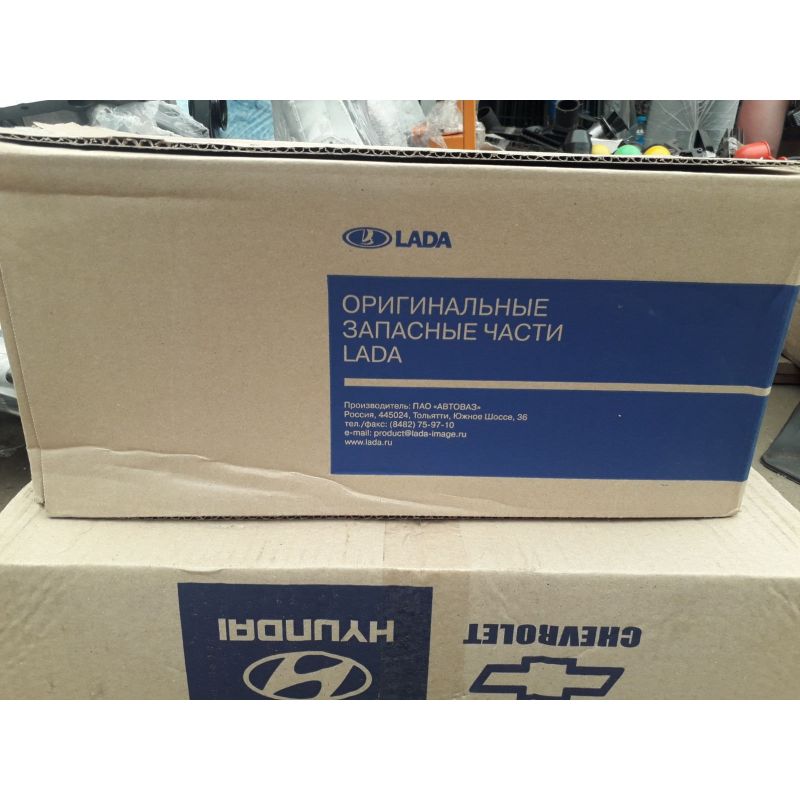 LADA
ОРИГИНАЛЬНЫЕ
ЗАПАСНЫЕ ЧАСТИ
LADA
Производитель: ПАО «АВТОВАЗ»
Россия, 445024, Тольятти, Южное Шоссе, 36
тел./факс: (8482) 75-97-10
e-mail: product@lada-image.ru
www.lada.ru
HYUNDAI
CHEVROLET